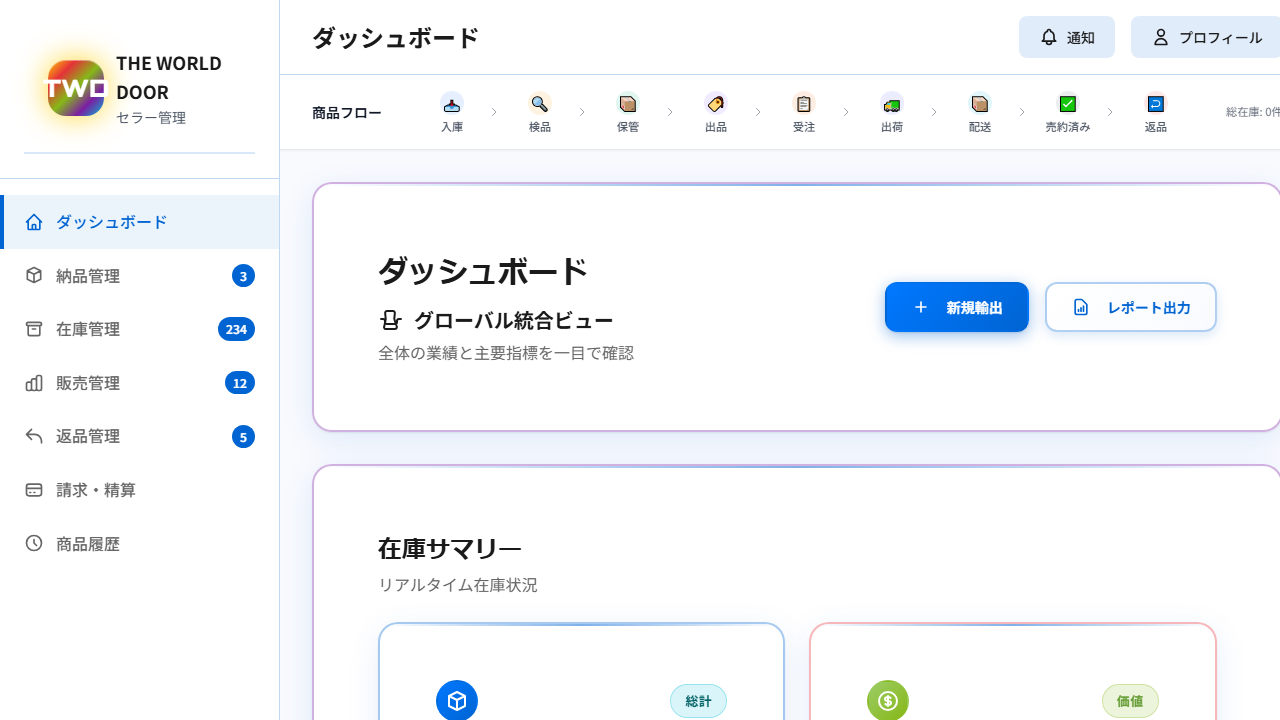 TWD
THE WORLD DOOR
セラー管理
ダッシュボード
納品管理 3
在庫管理 234
販売管理 12
返品管理 5
請求・精算
商品履歴
ダッシュボード
通知
プロフィール
商品フロー
入庫
検品
保管
出品
受注
出荷
配送
売約済み
返品
総在庫: 0件
ダッシュボード
グローバル統合ビュー
全体の業績と主要指標を一目で確認
新規輸出
レポート出力
在庫サマリー
リアルタイム在庫状況
総計
価値